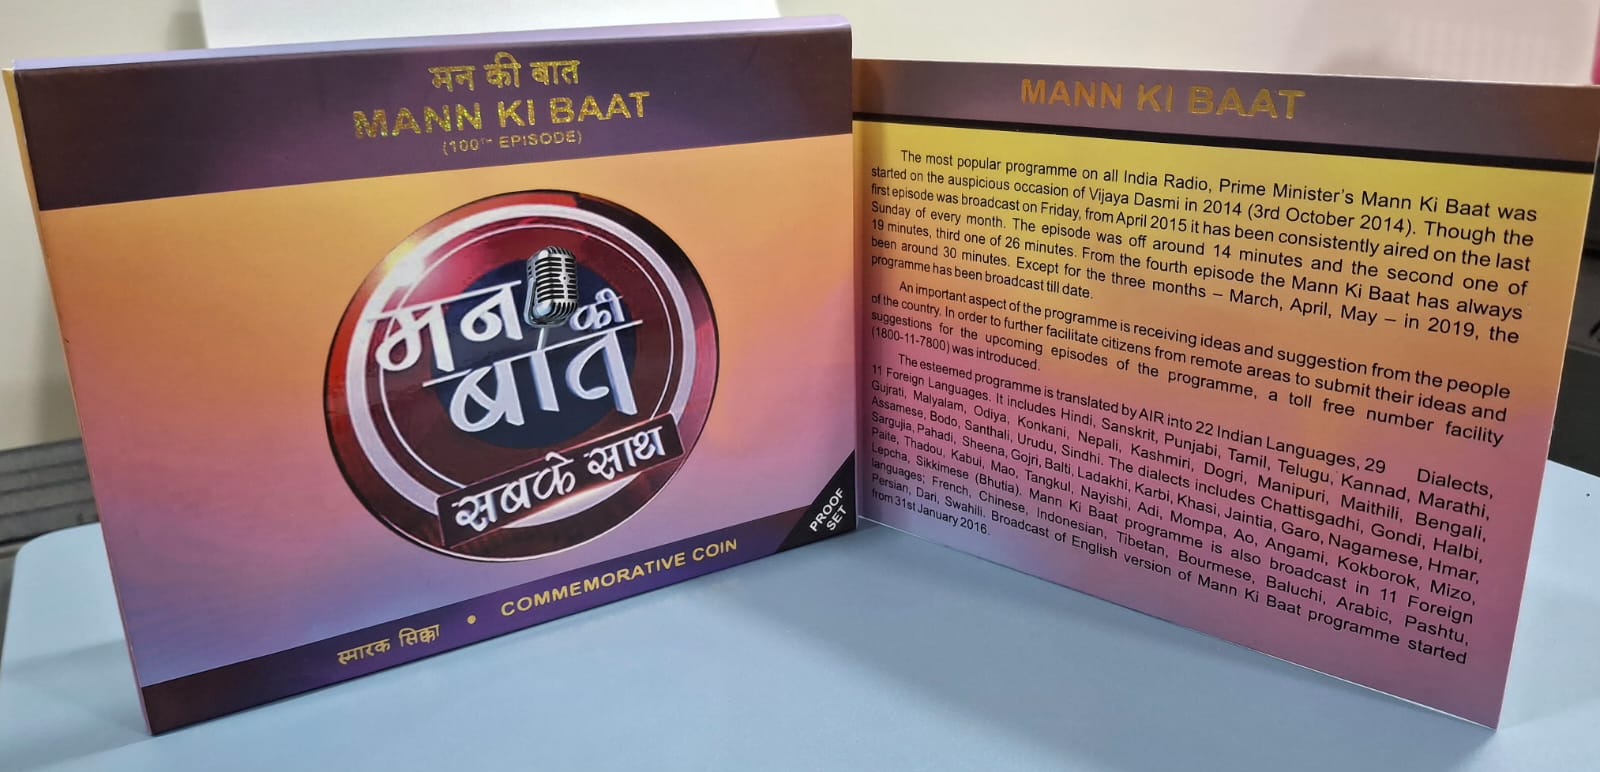 मन की बात
MANN KI BAAT
(100TH EPISODE)
मन की
बात
सबके साथ
PROOF
SET
स्मारक सिक्का • COMMEMORATIVE COIN
MANN KI BAAT
The most popular programme on all India Radio, Prime Minister's Mann Ki Baat was
started on the auspicious occasion of Vijaya Dasmi in 2014 (3rd October 2014). Though the
first episode was broadcast on Friday, from April 2015 it has been consistently aired on the last
Sunday of every month. The episode was off around 14 minutes and the second one of
19 minutes, third one of 26 minutes. From the fourth episode the Mann Ki Baat has always
been around 30 minutes. Except for the three months – March, April, May – in 2019, the
programme has been broadcast till date.
An important aspect of the programme is receiving ideas and suggestion from the people
of the country. In order to further facilitate citizens from remote areas to submit their ideas and
suggestions for the upcoming episodes of the programme, a toll free number facility
(1800-11-7800) was introduced.
The esteemed programme is translated by AIR into 22 Indian Languages, 29 Dialects,
11 Foreign Languages. It includes Hindi, Sanskrit, Punjabi, Tamil, Telugu, Kannad, Marathi,
Gujrati, Malyalam, Odiya, Konkani, Nepali, Kashmiri, Dogri, Manipuri, Maithili, Bengali,
Assamese, Bodo, Santhali, Urudu, Sindhi. The dialects includes Chattisgadhi, Gondi, Halbi,
Sargujia, Pahadi, Sheena, Gojri, Balti, Ladakhi, Karbi, Khasi, Jaintia, Garo, Nagamese, Hmar,
Paite, Thadou, Kabui, Mao, Tangkul, Nayishi, Adi, Mompa, Ao, Angami, Kokborok, Mizo,
Lepcha, Sikkimese (Bhutia). Mann Ki Baat programme is also broadcast in 11 Foreign
languages; French, Chinese, Indonesian, Tibetan, Bourmese, Baluchi, Arabic, Pashtu,
Persian, Dari, Swahili. Broadcast of English version of Mann Ki Baat programme started
from 31st January 2016.